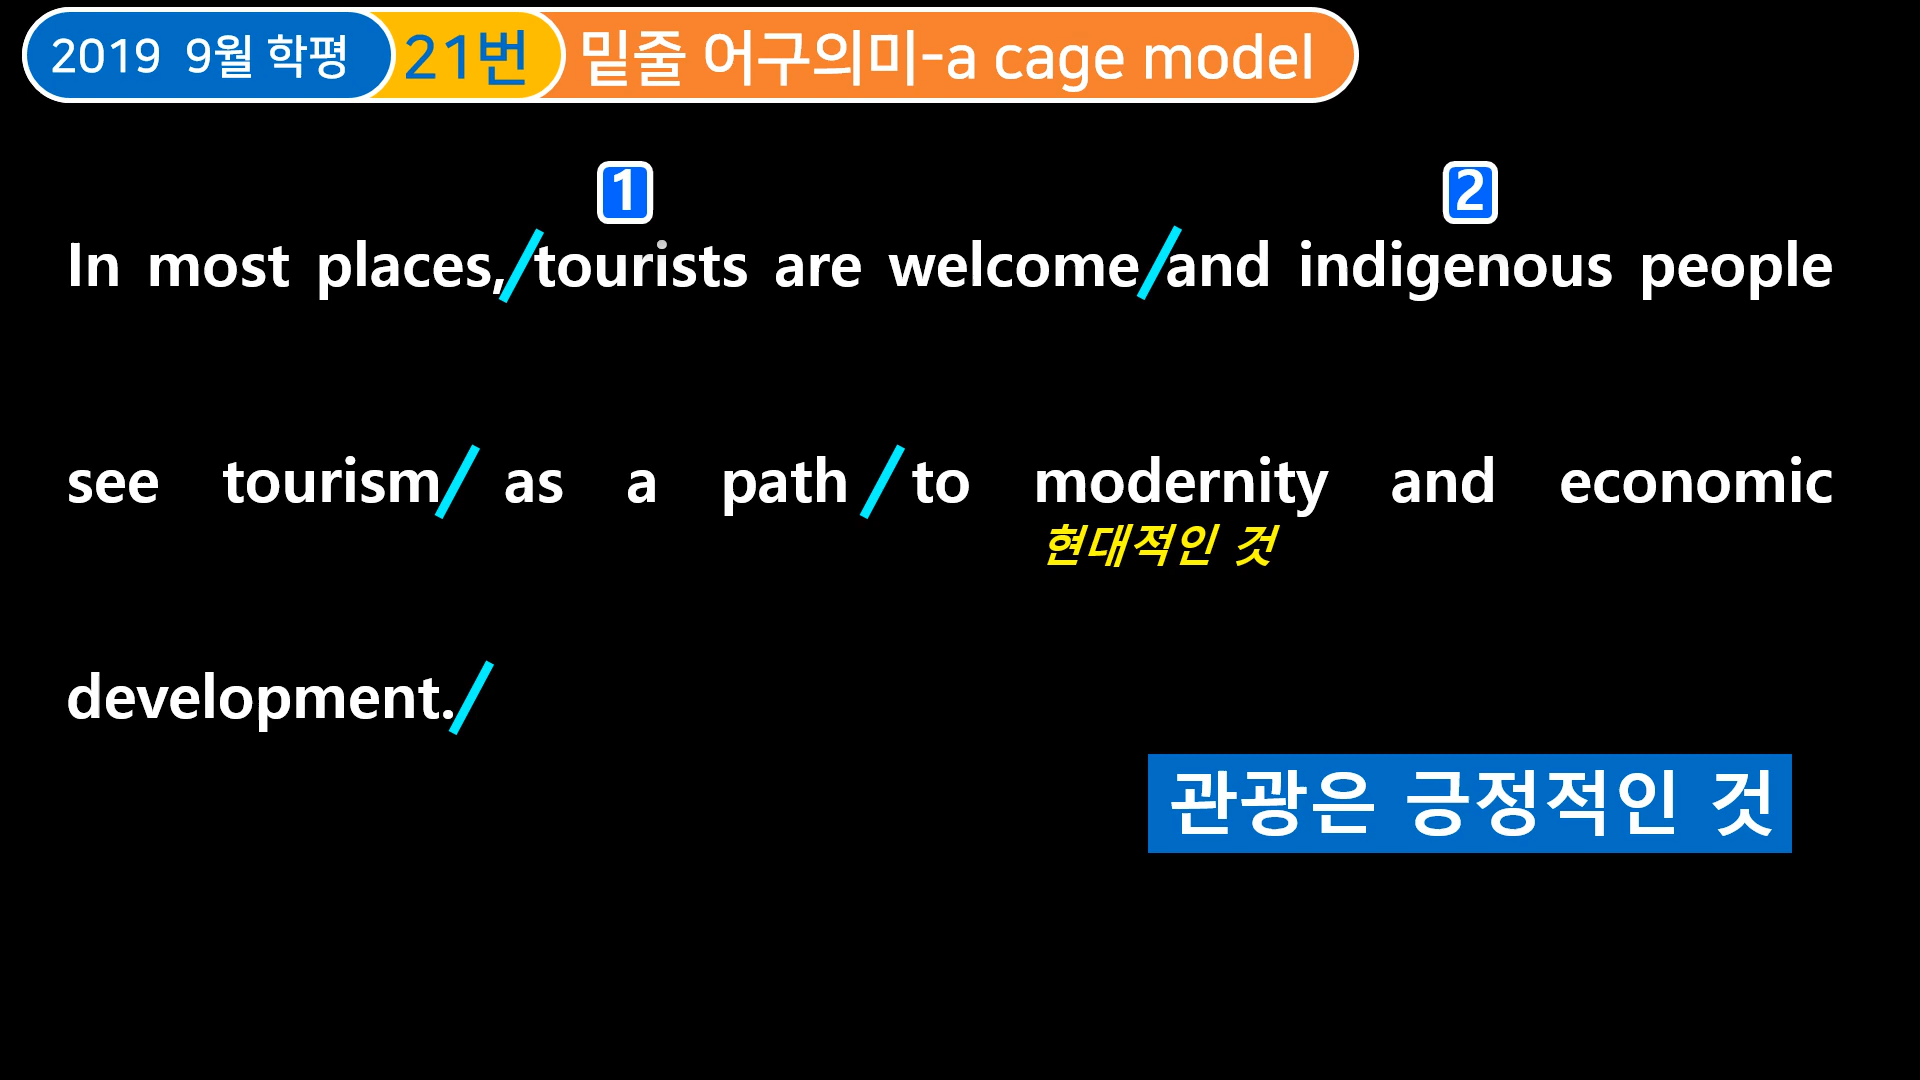 2019 9월 학평 21번 밑줄 어구의미-a cage model
1 2
In most places,/tourists are welcome/and indigenous people
see tourism/ as a path / to modernity and economic
현대적인 것
development./
관광은 긍정적인 것